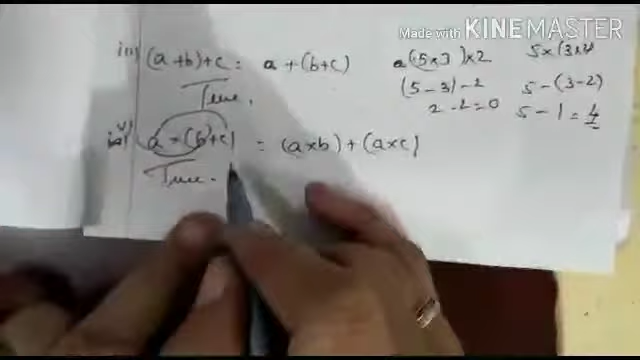 Made with KINEMASTER
iii) (a+b)+c = a+(b+c)
True.
a × (b+c) = (a×b)+(a×c)
True.
(5×3)×2
(5-3)-2
2-2=0
5×(3×2)
5-(3-2)
5-1=4